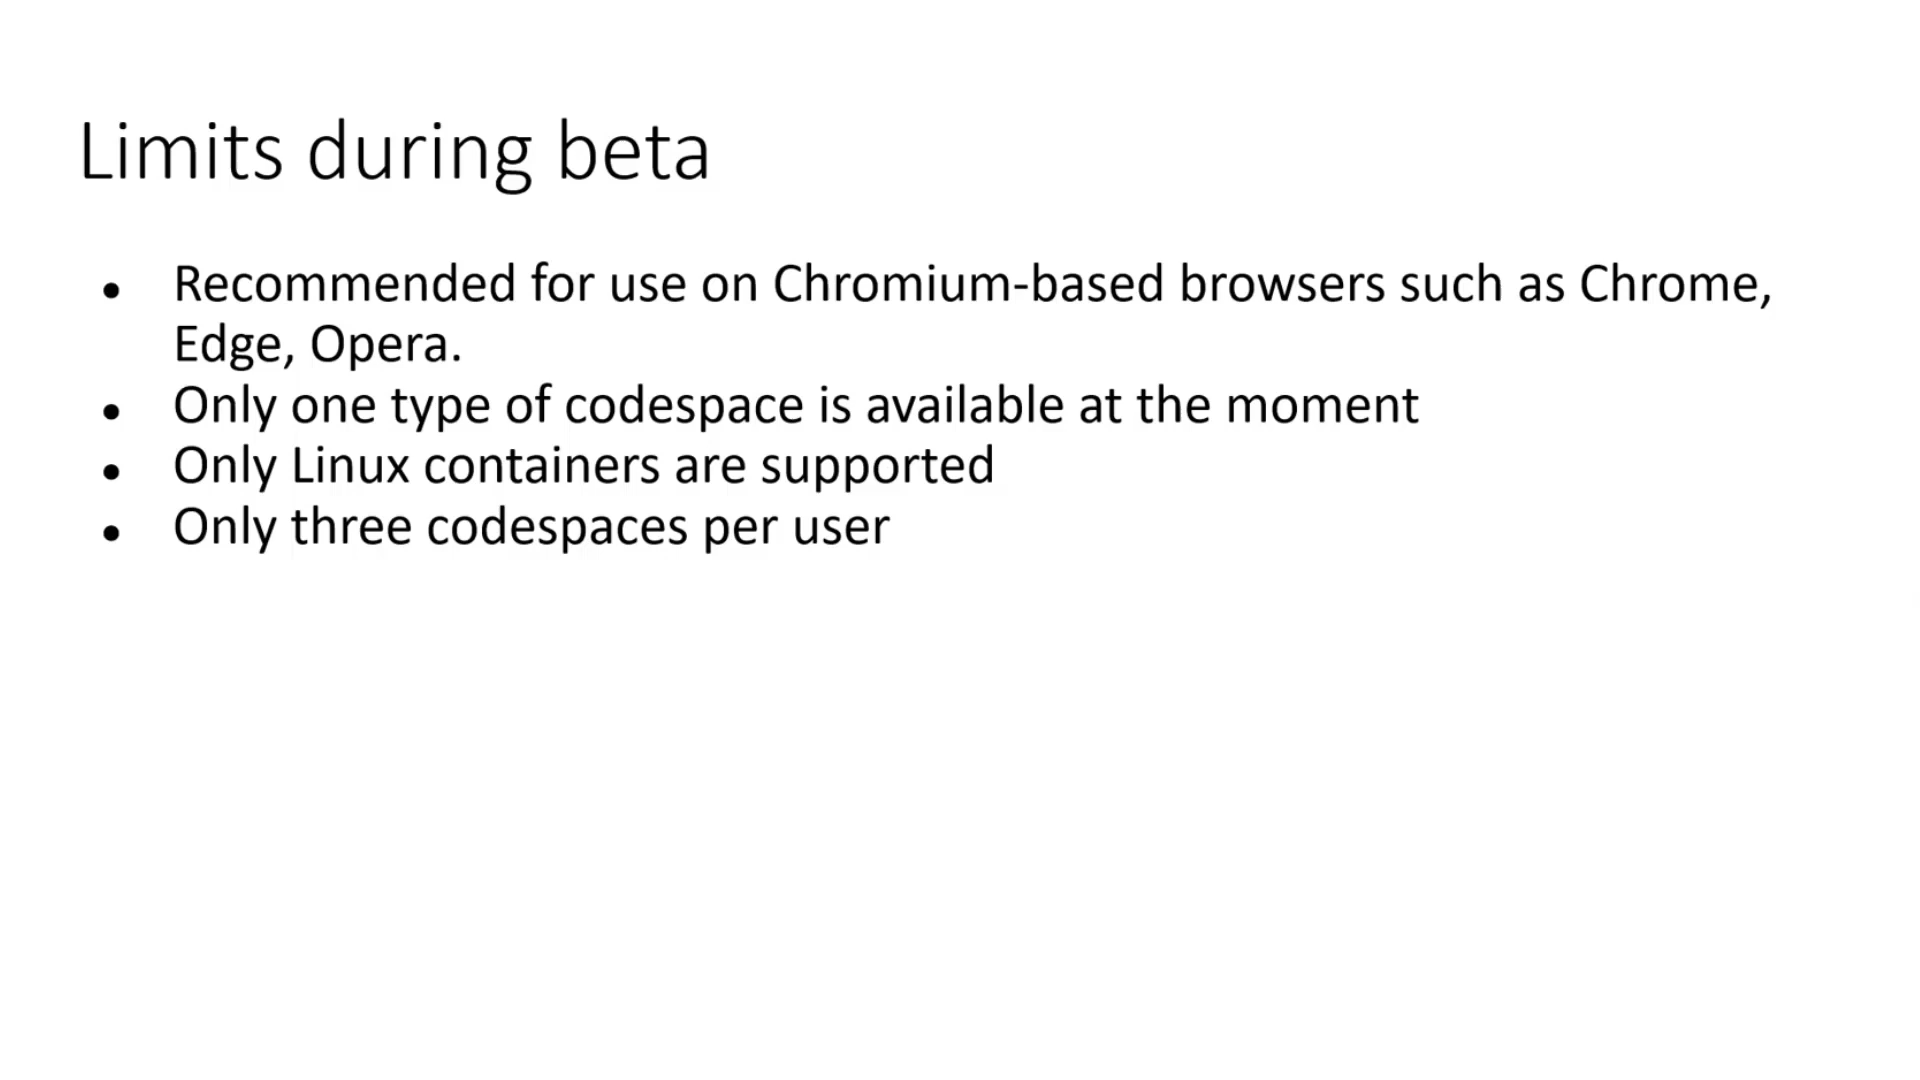 Limits during beta
● Recommended for use on Chromium-based browsers such as Chrome,
Edge, Opera.
● Only one type of codespace is available at the moment
● Only Linux containers are supported
● Only three codespaces per user